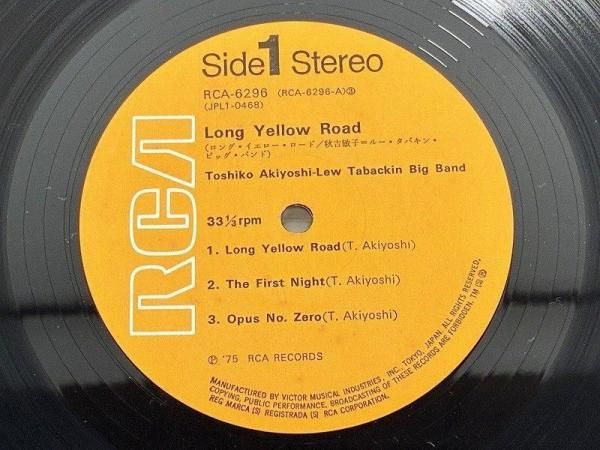 Side 1 Stereo
RCA-6296 (RCA-6296-A)Ⓢ
(JPL1-0468)
Long Yellow Road
(ロング・イエロー・ロード/秋吉敏子=ルー・タバキン・
ビッグ・バンド)
Toshiko Akiyoshi-Lew Tabackin Big Band
33⅓rpm
1. Long Yellow Road(T. Akiyoshi)
2. The First Night(T. Akiyoshi)
3. Opus No. Zero(T. Akiyoshi)
Ⓟ '75 RCA RECORDS
RCA
MANUFACTURED BY VICTOR MUSICAL INDUSTRIES, INC., TOKYO, JAPAN. ALL RIGHTS RESERVED.
COPYING, PUBLIC PERFORMANCE, BROADCASTING OF THESE RECORDS ARE FORBIDDEN. TM Ⓢ Ⓟ
REG MARCA (S) REGISTRADA (S) RCA CORPORATION.